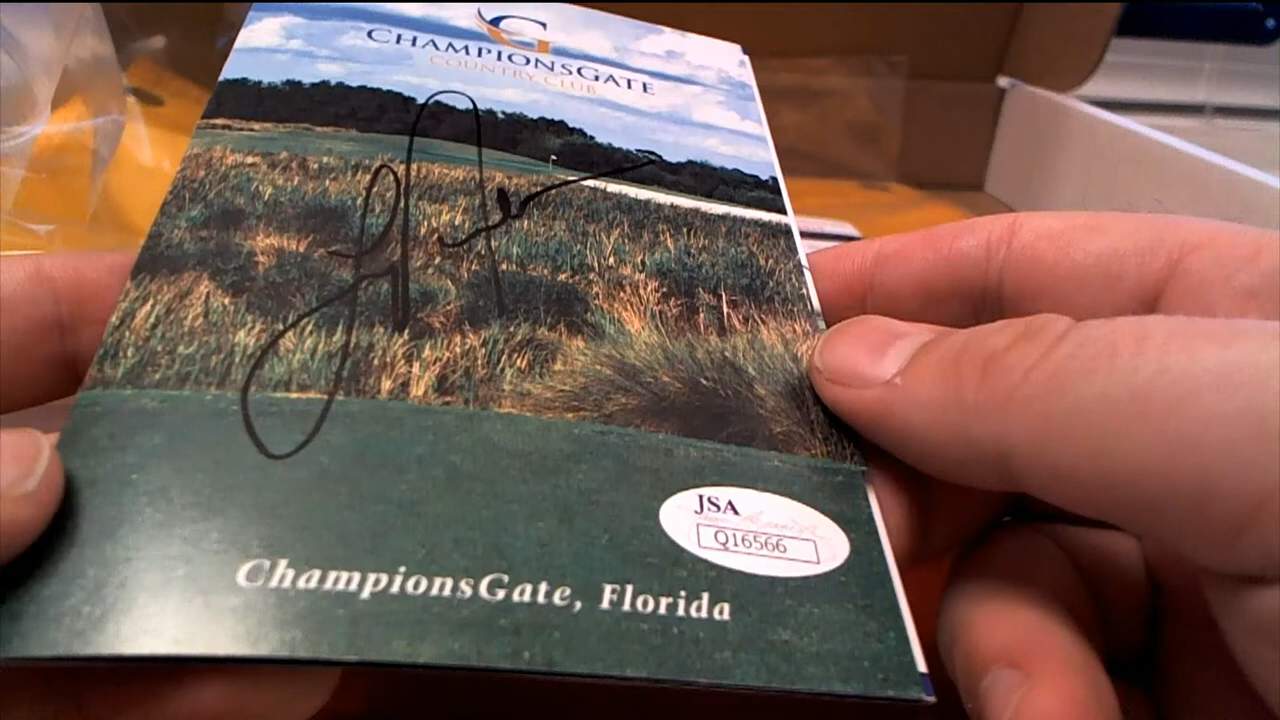 G
CHAMPIONSGATE
COUNTRY CLUB
JSA
Q16566
ChampionsGate, Florida